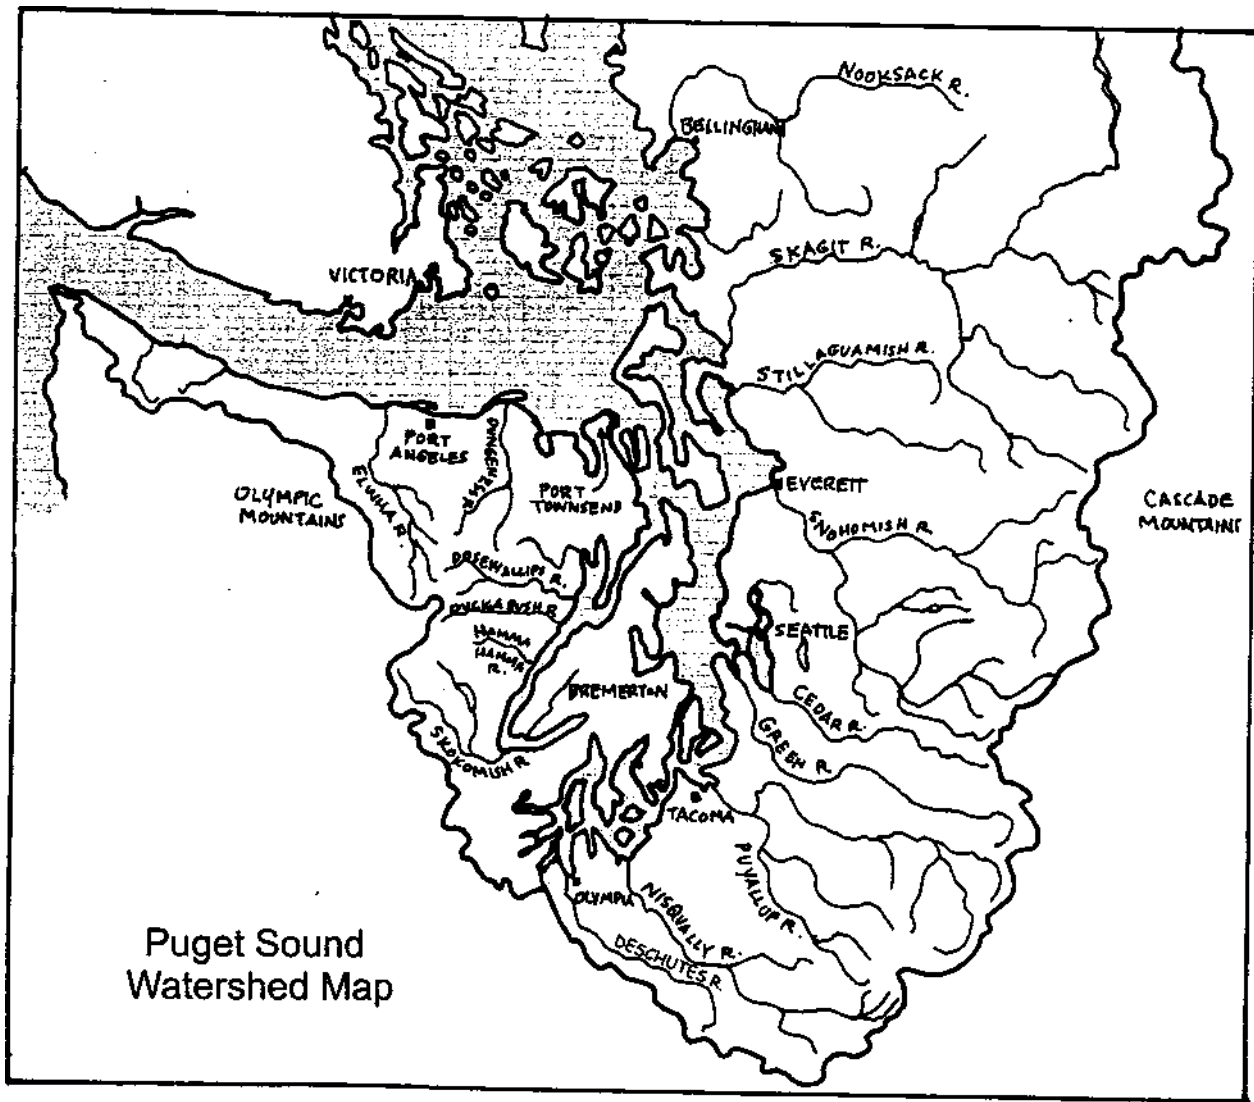 NOOKSACK R.
BELLINGHAM
SKAGIT R.
VICTORIA
STILLAGUAMISH R.
PORT
ANGELES
DUNGENESS R.
ELWHA R.
PORT
TOWNSEND
EVERETT
OLYMPIC
MOUNTAINS
CASCADE
MOUNTAINS
SNOHOMISH R.
DOSEWALLIPS R.
DUCKABUSH R.
HAMMA
HAMMA
R.
SEATTLE
BREMERTON
CEDAR R.
GREEN R.
SKOKOMISH R.
TACOMA
PUYALLUP R.
OLYMPIA
NISQUALLY R.
DESCHUTES R.
Puget Sound
Watershed Map